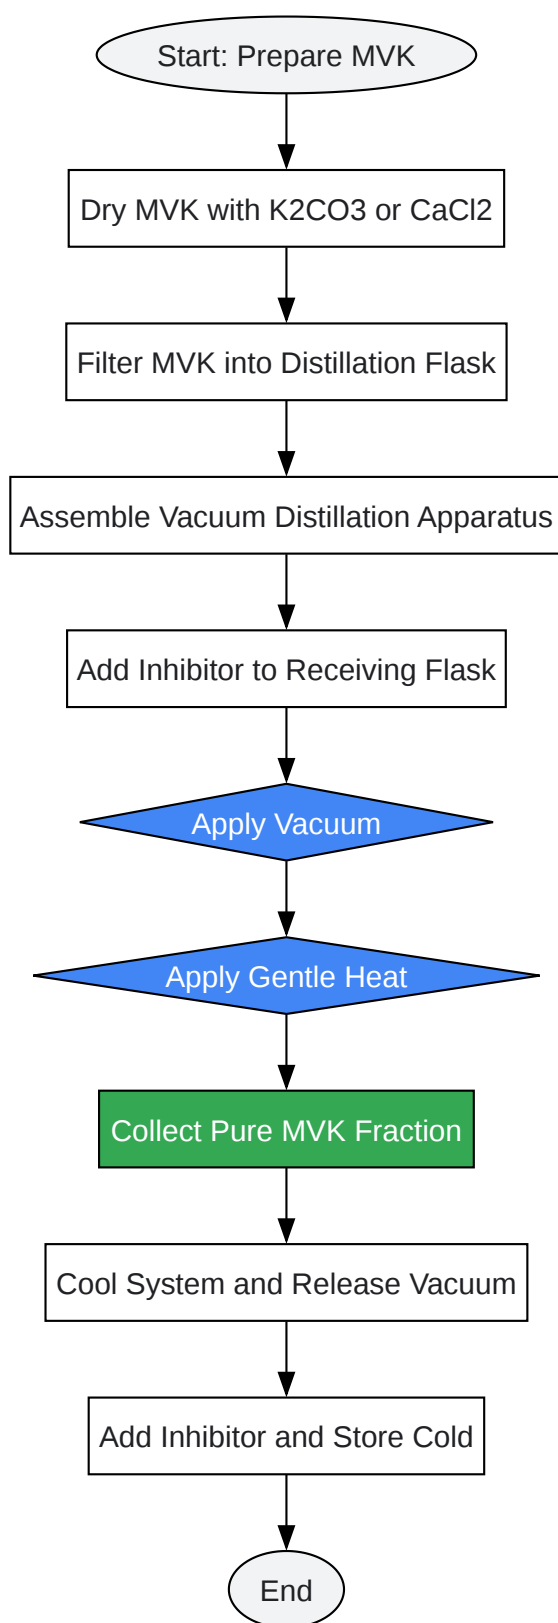 Start: Prepare MVK
Dry MVK with K2CO3 or CaCl2
Filter MVK into Distillation Flask
Assemble Vacuum Distillation Apparatus
Add Inhibitor to Receiving Flask
Apply Vacuum
Apply Gentle Heat
Collect Pure MVK Fraction
Cool System and Release Vacuum
Add Inhibitor and Store Cold
End